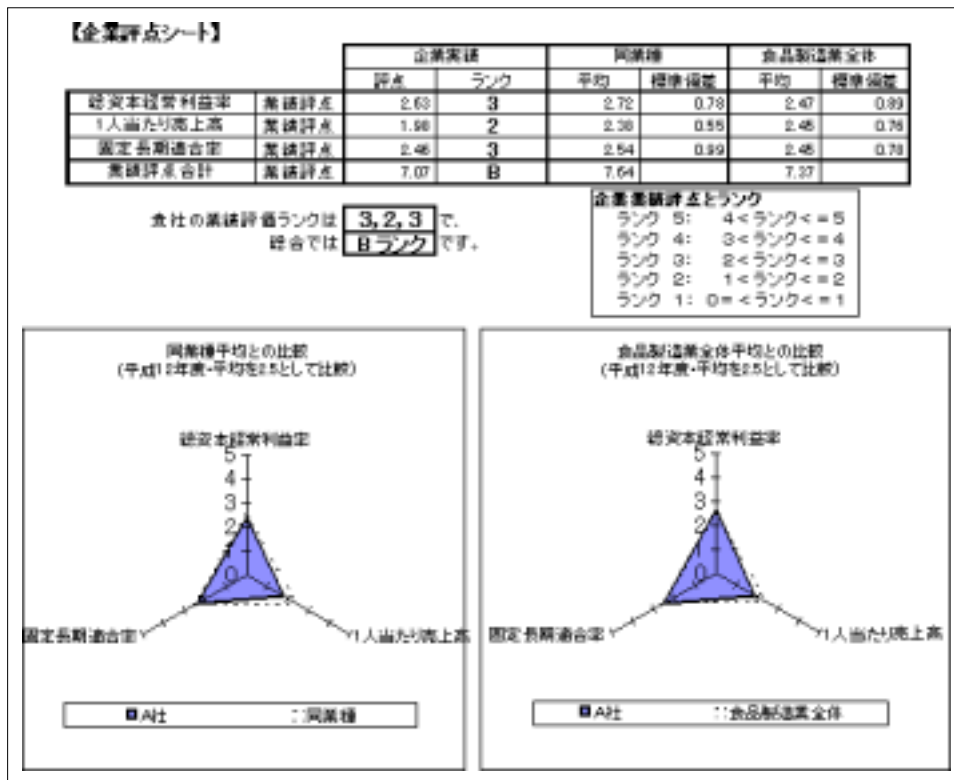 【企業評点シート】
企業実績 同業種 食品製造業全体
評点 ランク 平均 標準偏差 平均 標準偏差
総資本経常利益率 業績評点 2.63 3 2.72 0.78 2.47 0.89
1人当たり売上高 業績評点 1.98 2 2.38 0.55 2.45 0.76
固定長期適合率 業績評点 2.46 3 2.54 0.99 2.45 0.78
業績評点合計 業績評点 7.07 B 7.64 7.37
貴社の業績評価ランクは 3,2,3 で、
総合では Bランク です。
企業業績評点とランク
ランク 5: 4<ランク<=5
ランク 4: 3<ランク<=4
ランク 3: 2<ランク<=3
ランク 2: 1<ランク<=2
ランク 1: 0=<ランク<=1
同業種平均との比較
(平成12年度・平均を2.5として比較)
総資本経常利益率
5
4
3
2
1
0
固定長期適合率
1人当たり売上高
A社 同業種
食品製造業全体平均との比較
(平成12年度・平均を2.5として比較)
総資本経常利益率
5
4
3
2
1
0
固定長期適合率
1人当たり売上高
A社 食品製造業全体